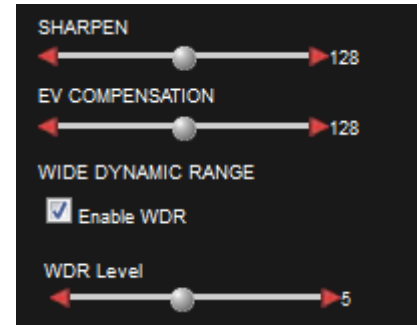 SHARPEN
128
EV COMPENSATION
128
WIDE DYNAMIC RANGE
Enable WDR
WDR Level
5